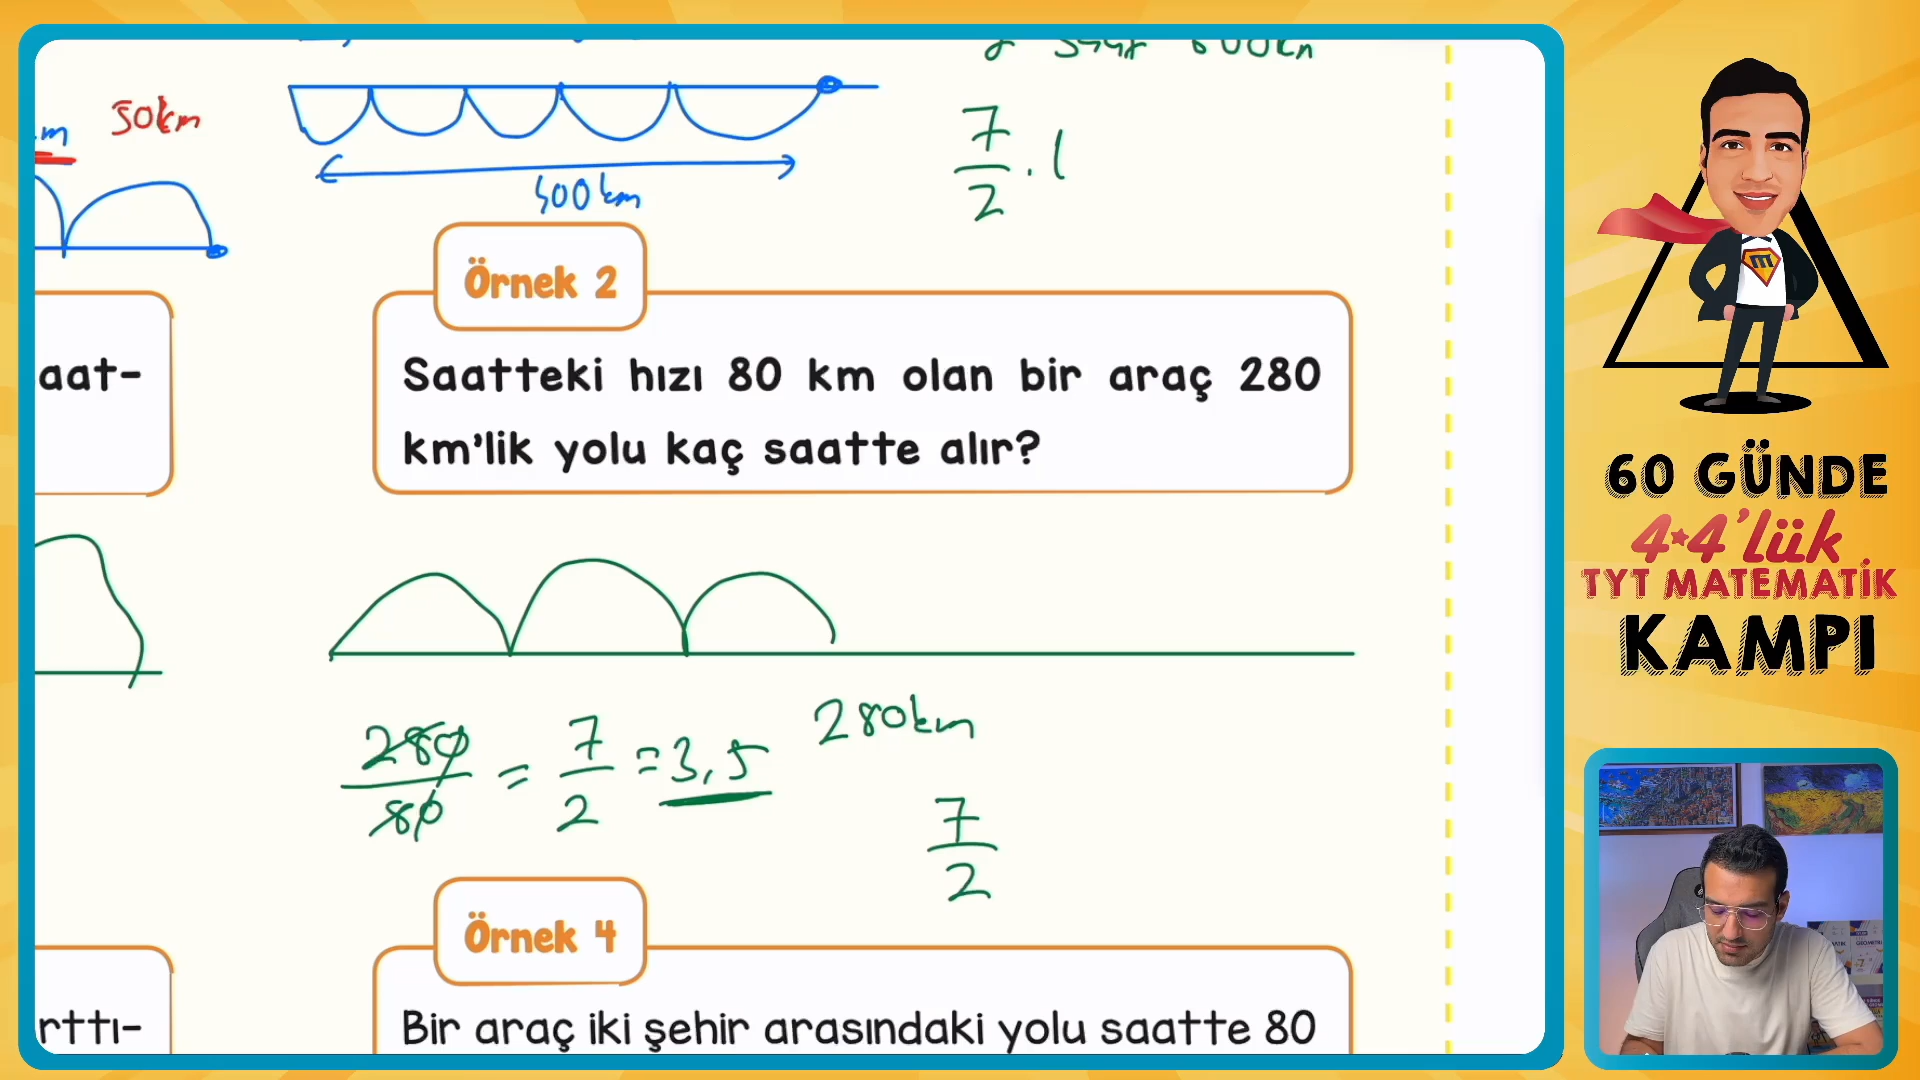 50km
m
500km
7
2 . 1
Örnek 2
aat-
Saatteki hızı 80 km olan bir araç 280
km'lik yolu kaç saatte alır?
280/80 = 7/2 = 3,5
280km
7
2
Örnek 4
rttı-
Bir araç iki şehir arasındaki yolu saatte 80
60 GÜNDE
4★4'lük
TYT MATEMATİK
KAMPI